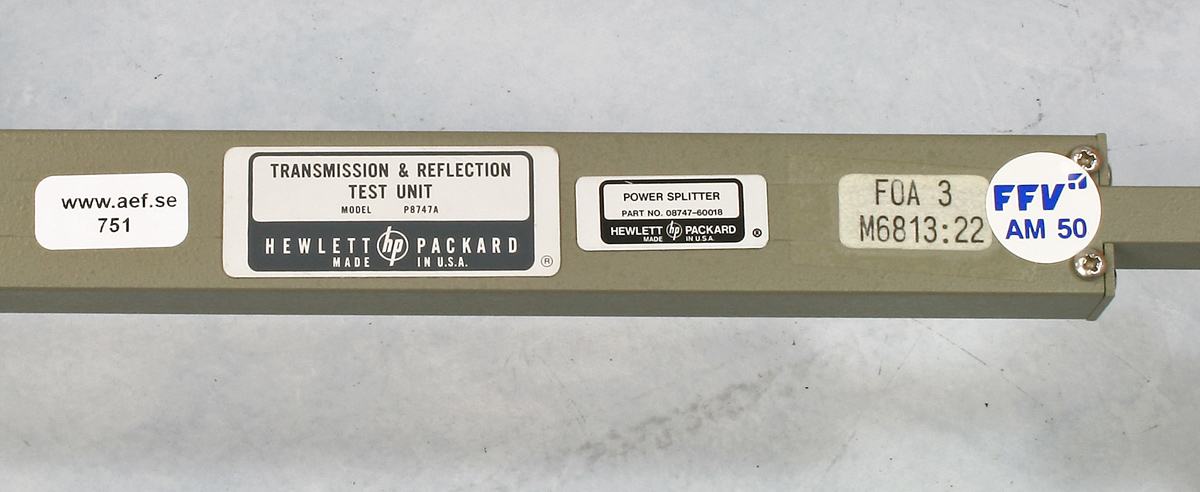 www.aef.se
751
TRANSMISSION & REFLECTION
TEST UNIT
MODEL P8747A
HEWLETT hp PACKARD
MADE IN U.S.A.
®
POWER SPLITTER
PART NO. 08747-60018
HEWLETT hp PACKARD
MADE IN U.S.A.
®
FOA 3
M6813:22
FFV
AM 50